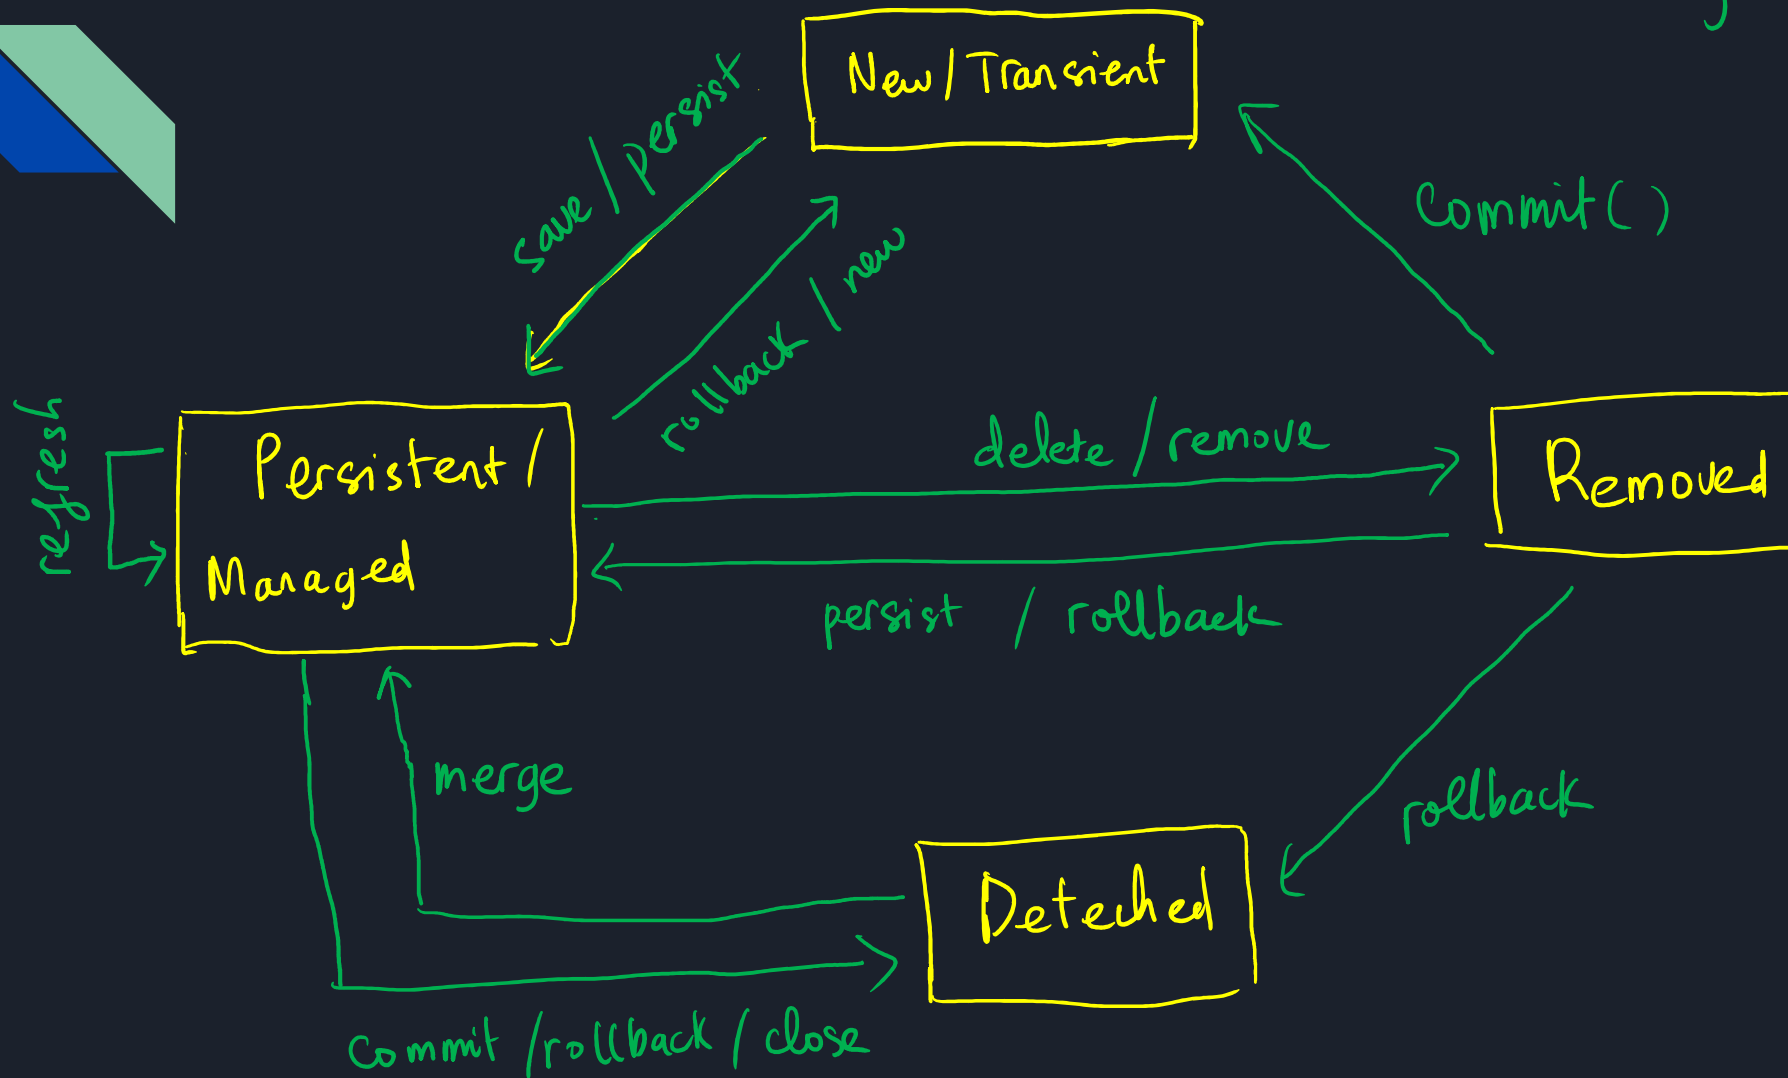 New/Transient
save/persist
rollback/new
commit()
refresh
Persistent/
Managed
delete/remove
Removed
persist/rollback
merge
rollback
Deteched
commit/rollback/close